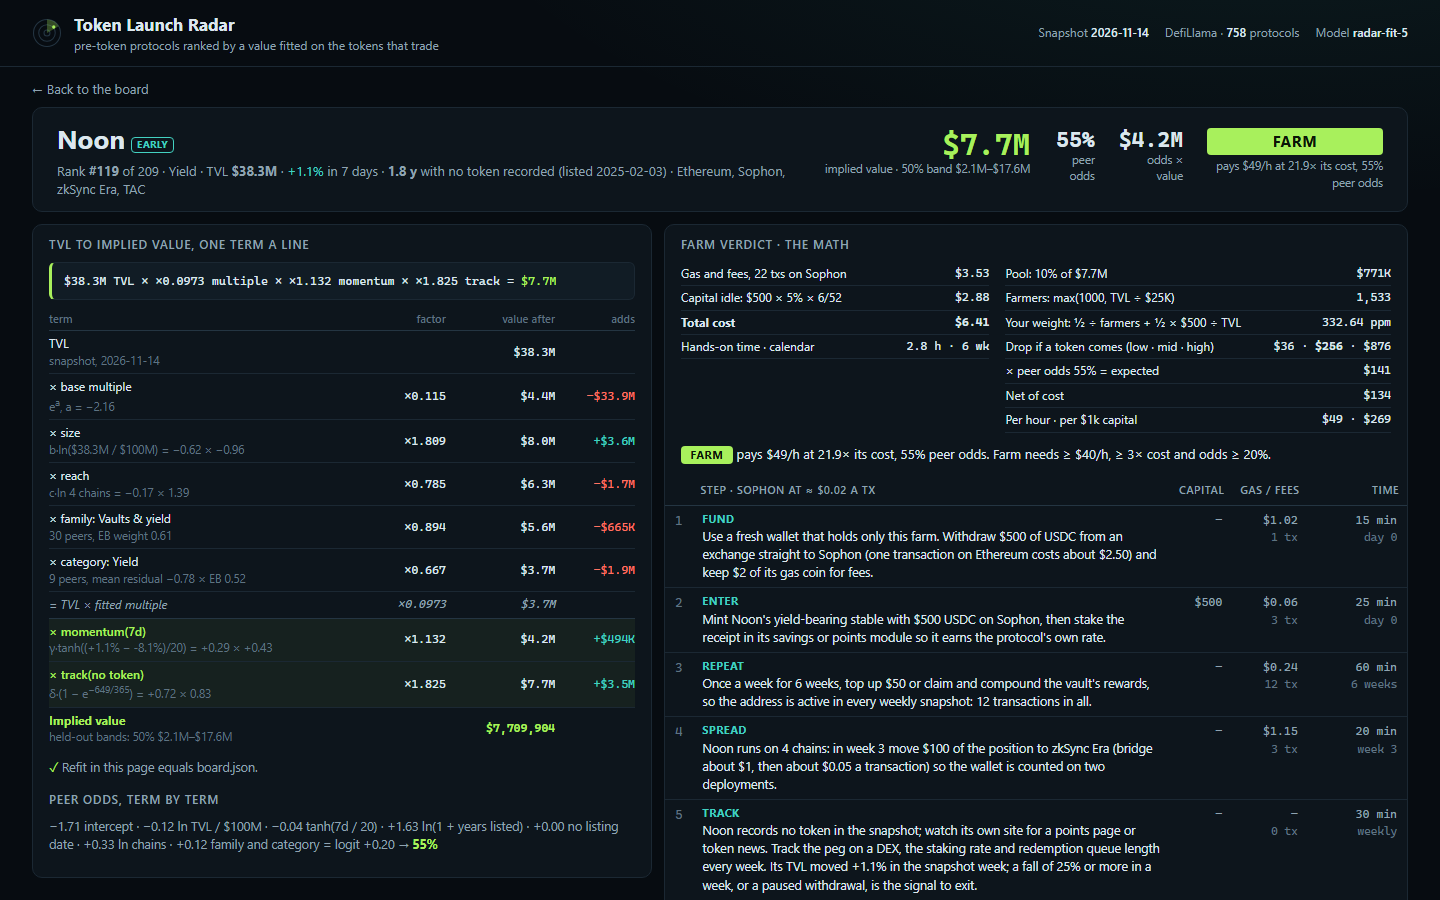 Token Launch Radar
pre-token protocols ranked by a value fitted on the tokens that trade
Snapshot 2026-11-14 DefiLlama · 758 protocols Model radar-fit-5
← Back to the board
Noon EARLY
Rank #119 of 209 · Yield · TVL $38.3M · +1.1% in 7 days · 1.8 y with no token recorded (listed 2025-02-03) · Ethereum, Sophon,
zkSync Era, TAC
$7.7M
implied value · 50% band $2.1M–$17.6M
55%
peer
odds
$4.2M
odds ×
value
FARM
pays $49/h at 21.9× its cost, 55%
peer odds
TVL TO IMPLIED VALUE, ONE TERM A LINE
$38.3M TVL × ×0.0973 multiple × ×1.132 momentum × ×1.825 track = $7.7M
term factor value after adds
TVL $38.3M
snapshot, 2026-11-14
× base multiple ×0.115 $4.4M −$33.9M
eª, a = −2.16
× size ×1.809 $8.0M +$3.6M
b·ln($38.3M / $100M) = −0.62 × −0.96
× reach ×0.785 $6.3M −$1.7M
c·ln 4 chains = −0.17 × 1.39
× family: Vaults & yield ×0.894 $5.6M −$665K
30 peers, EB weight 0.61
× category: Yield ×0.667 $3.7M −$1.9M
9 peers, mean residual −0.78 × EB 0.52
= TVL × fitted multiple ×0.0973 $3.7M
× momentum(7d) ×1.132 $4.2M +$494K
γ·tanh((+1.1% − -8.1%)/20) = +0.29 × +0.43
× track(no token) ×1.825 $7.7M +$3.5M
δ·(1 − e−649/365) = +0.72 × 0.83
Implied value $7,709,904
held-out bands: 50% $2.1M–$17.6M
✓ Refit in this page equals board.json.
PEER ODDS, TERM BY TERM
−1.71 intercept · −0.12 ln TVL / $100M · −0.04 tanh(7d / 20) · +1.63 ln(1 + years listed) · +0.00 no listing
date · +0.33 ln chains · +0.12 family and category = logit +0.20 → 55%
FARM VERDICT · THE MATH
Gas and fees, 22 txs on Sophon $3.53
Capital idle: $500 × 5% × 6/52 $2.88
Total cost $6.41
Hands-on time · calendar 2.8 h · 6 wk
Pool: 10% of $7.7M $771K
Farmers: max(1000, TVL ÷ $25K) 1,533
Your weight: ½ ÷ farmers + ½ × $500 ÷ TVL 332.64 ppm
Drop if a token comes (low · mid · high) $36 · $256 · $876
× peer odds 55% = expected $141
Net of cost $134
Per hour · per $1k capital $49 · $269
FARM pays $49/h at 21.9× its cost, 55% peer odds. Farm needs ≥ $40/h, ≥ 3× cost and odds ≥ 20%.
STEP · SOPHON AT ≈ $0.02 A TX CAPITAL GAS / FEES TIME
1 FUND – $1.02 15 min
Use a fresh wallet that holds only this farm. Withdraw $500 of USDC from an 1 tx day 0
exchange straight to Sophon (one transaction on Ethereum costs about $2.50) and
keep $2 of its gas coin for fees.
2 ENTER $500 $0.06 25 min
Mint Noon's yield-bearing stable with $500 USDC on Sophon, then stake the 3 tx day 0
receipt in its savings or points module so it earns the protocol's own rate.
3 REPEAT – $0.24 60 min
Once a week for 6 weeks, top up $50 or claim and compound the vault's rewards, 12 tx 6 weeks
so the address is active in every weekly snapshot: 12 transactions in all.
4 SPREAD – $1.15 20 min
Noon runs on 4 chains: in week 3 move $100 of the position to zkSync Era (bridge 3 tx week 3
about $1, then about $0.05 a transaction) so the wallet is counted on two
deployments.
5 TRACK – – 30 min
Noon records no token in the snapshot; watch its own site for a points page or 0 tx weekly
token news. Track the peg on a DEX, the staking rate and redemption queue length
every week. Its TVL moved +1.1% in the snapshot week; a fall of 25% or more in a
week, or a paused withdrawal, is the signal to exit.